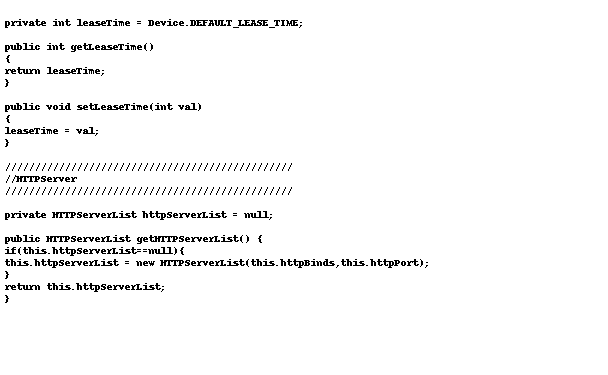 private int leaseTime = Device.DEFAULT_LEASE_TIME;

public int getLeaseTime()
{
return leaseTime;
}

public void setLeaseTime(int val)
{
leaseTime = val;
}

////////////////////////////////////////////////
//HTTPServer
////////////////////////////////////////////////

private HTTPServerList httpServerList = null;

public HTTPServerList getHTTPServerList() {
if(this.httpServerList==null){
this.httpServerList = new HTTPServerList(this.httpBinds,this.httpPort);
}
return this.httpServerList;
}